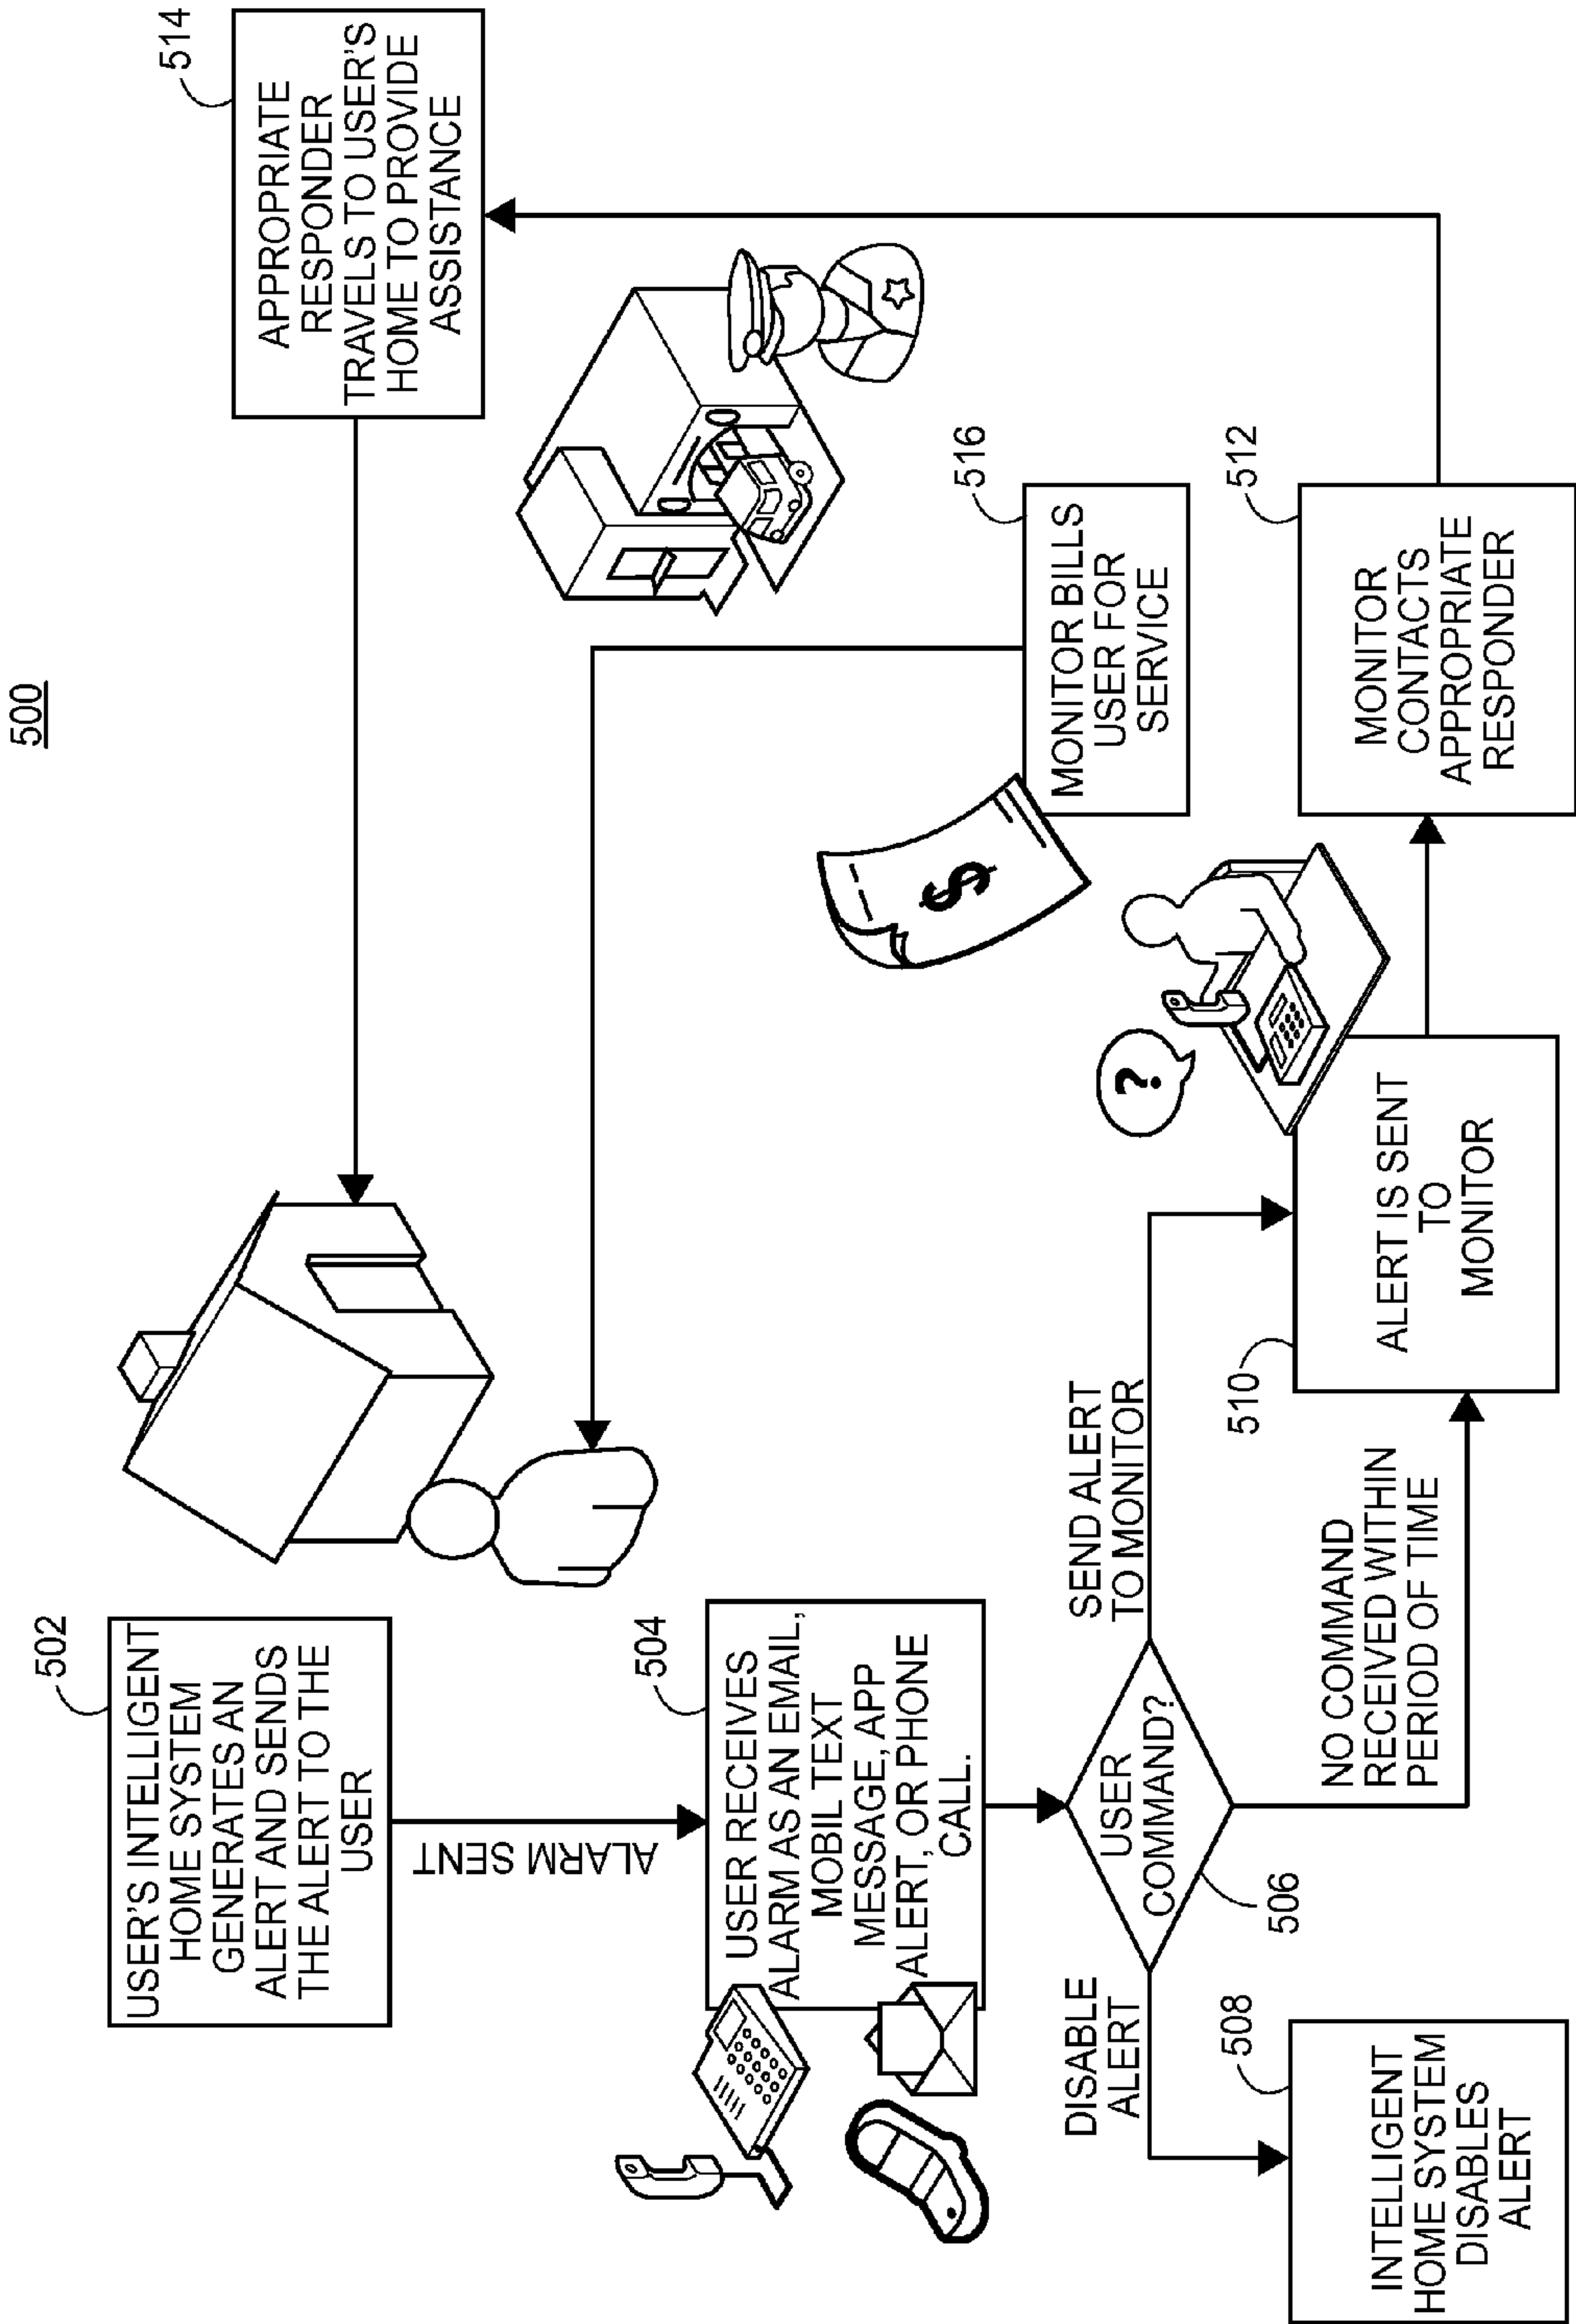 500
502
USER'S INTELLIGENT
HOME SYSTEM
GENERATES AN
ALERT AND SENDS
THE ALERT TO THE
USER
ALARM SENT
504
USER RECEIVES
ALARM AS AN EMAIL,
MOBIL TEXT
MESSAGE, APP
ALERT, OR PHONE
CALL.
USER
COMMAND?
506
DISABLE
ALERT
508
INTELLIGENT
HOME SYSTEM
DISABLES
ALERT
SEND ALERT
TO MONITOR
NO COMMAND
RECEIVED WITHIN
PERIOD OF TIME
510
ALERT IS SENT
TO
MONITOR
?
512
MONITOR
CONTACTS
APPROPRIATE
RESPONDER
514
APPROPRIATE
RESPONDER
TRAVELS TO USER'S
HOME TO PROVIDE
ASSISTANCE
$
516
MONITOR BILLS
USER FOR
SERVICE